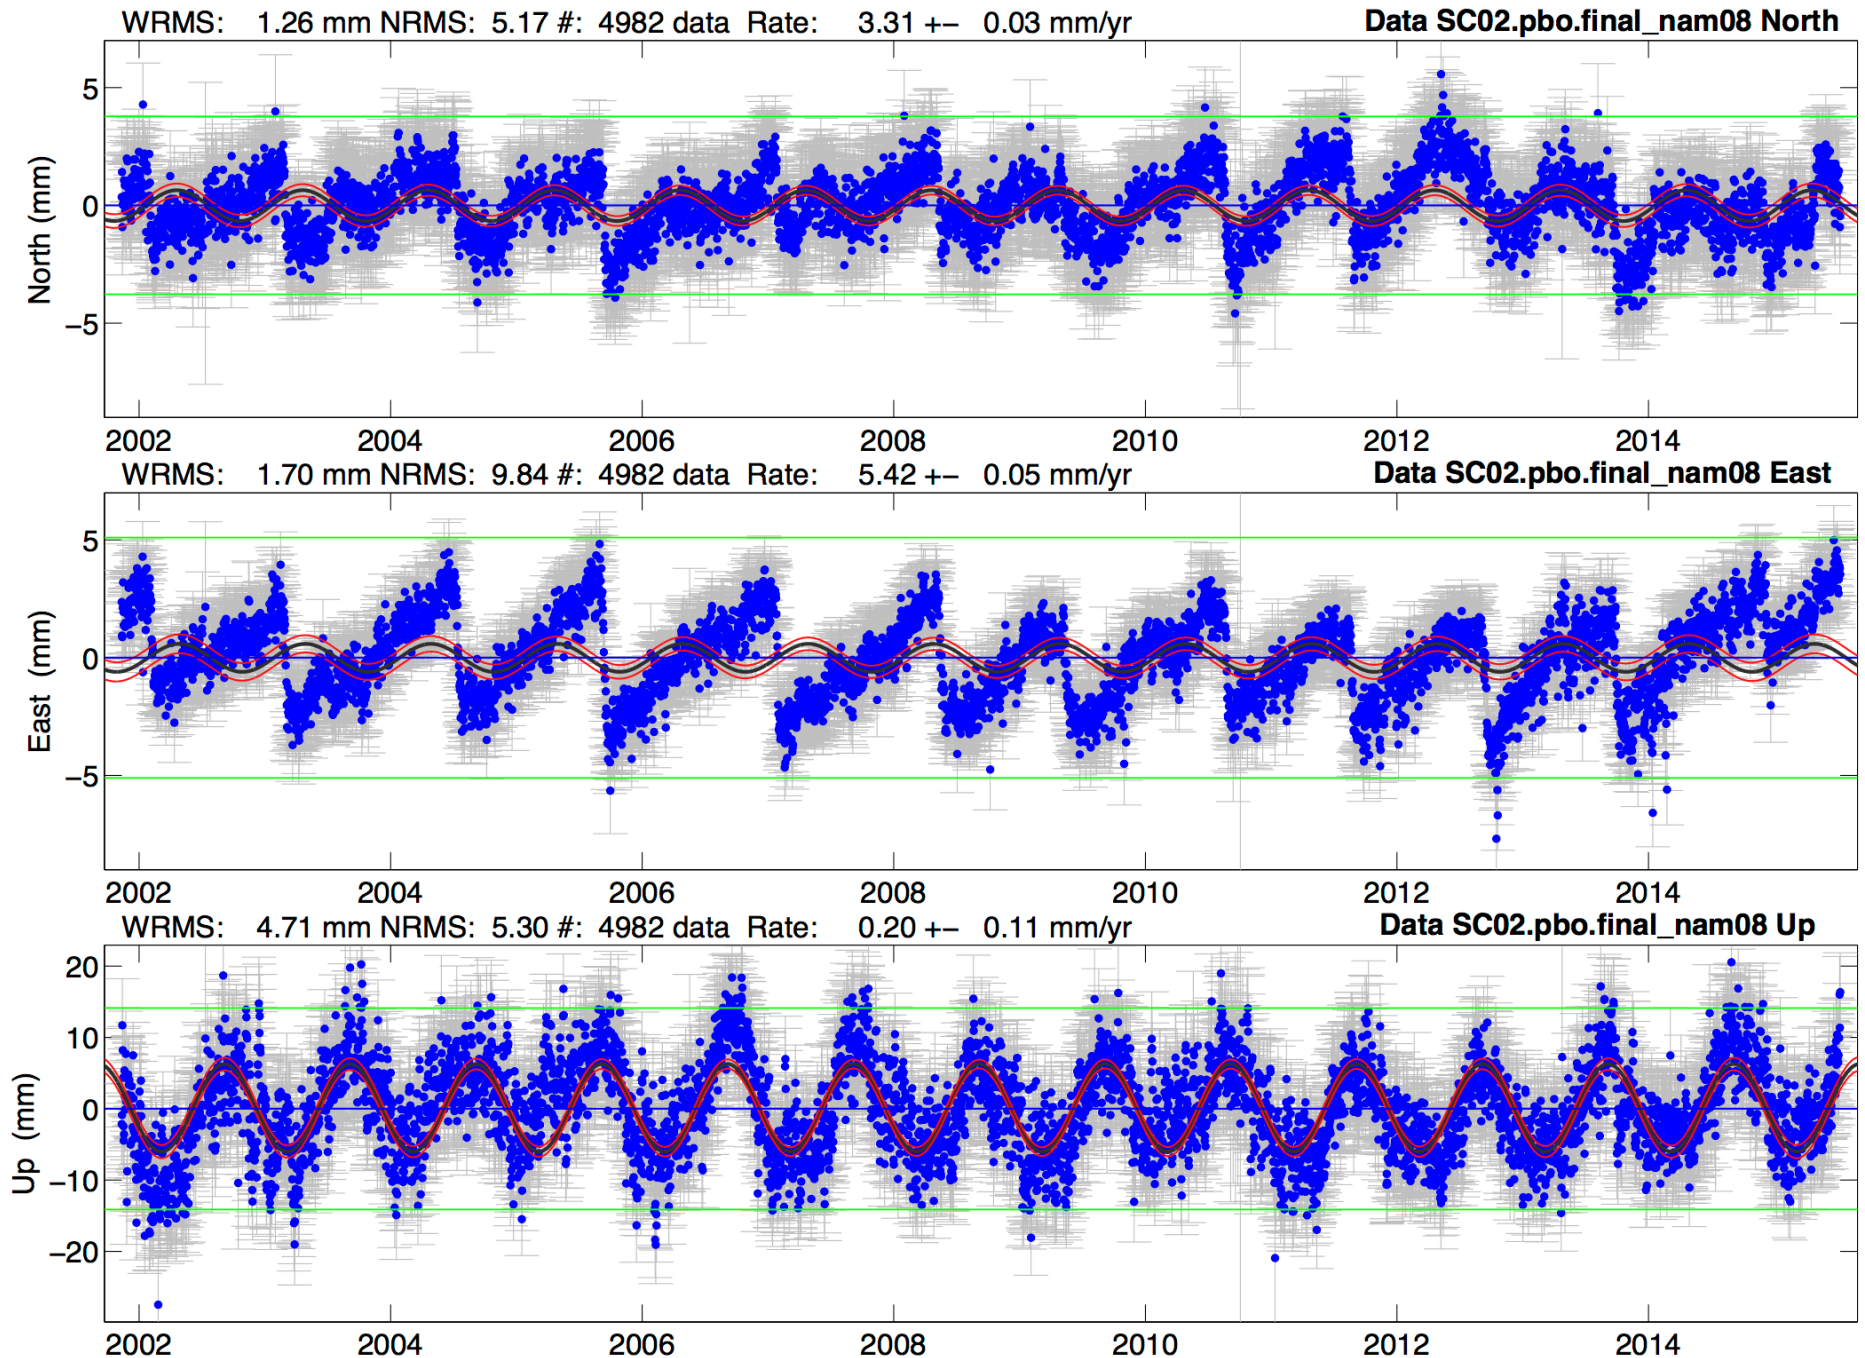 WRMS: 1.26 mm NRMS: 5.17 #: 4982 data Rate: 3.31 +− 0.03 mm/yr Data SC02.pbo.final_nam08 North
5
0
−5
North (mm)
2002 2004 2006 2008 2010 2012 2014
WRMS: 1.70 mm NRMS: 9.84 #: 4982 data Rate: 5.42 +− 0.05 mm/yr Data SC02.pbo.final_nam08 East
5
0
−5
East (mm)
2002 2004 2006 2008 2010 2012 2014
WRMS: 4.71 mm NRMS: 5.30 #: 4982 data Rate: 0.20 +− 0.11 mm/yr Data SC02.pbo.final_nam08 Up
20
10
0
−10
−20
Up (mm)
2002 2004 2006 2008 2010 2012 2014